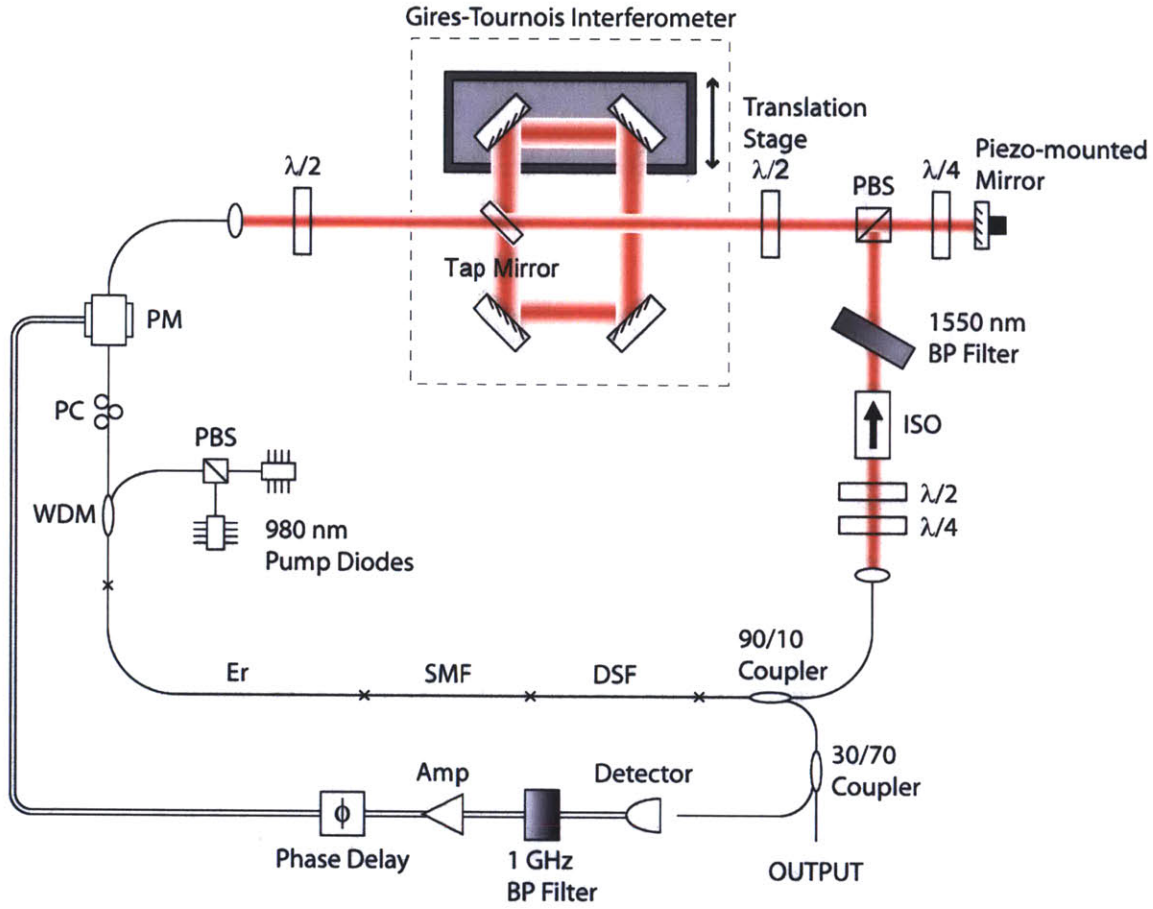 Gires-Tournois Interferometer
Translation
Stage
λ/2
λ/2
PBS
λ/4
Piezo-mounted
Mirror
Tap Mirror
PM
1550 nm
BP Filter
PC
ISO
PBS
WDM
980 nm
Pump Diodes
λ/2
λ/4
90/10
Coupler
Er
SMF
DSF
30/70
Coupler
Amp
Detector
ϕ
Phase Delay
1 GHz
BP Filter
OUTPUT